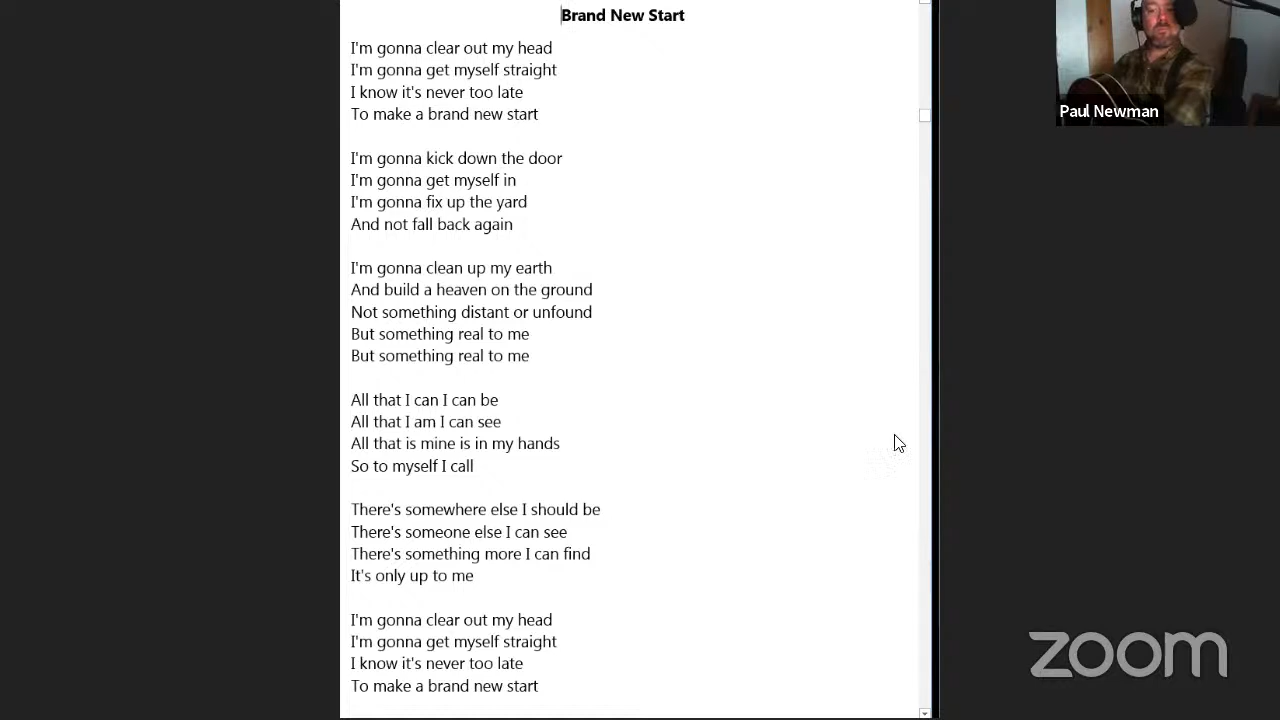 Brand New Start
I'm gonna clear out my head
I'm gonna get myself straight
I know it's never too late
To make a brand new start
I'm gonna kick down the door
I'm gonna get myself in
I'm gonna fix up the yard
And not fall back again
I'm gonna clean up my earth
And build a heaven on the ground
Not something distant or unfound
But something real to me
But something real to me
All that I can I can be
All that I am I can see
All that is mine is in my hands
So to myself I call
There's somewhere else I should be
There's someone else I can see
There's something more I can find
It's only up to me
I'm gonna clear out my head
I'm gonna get myself straight
I know it's never too late
To make a brand new start
Paul Newman
zoom